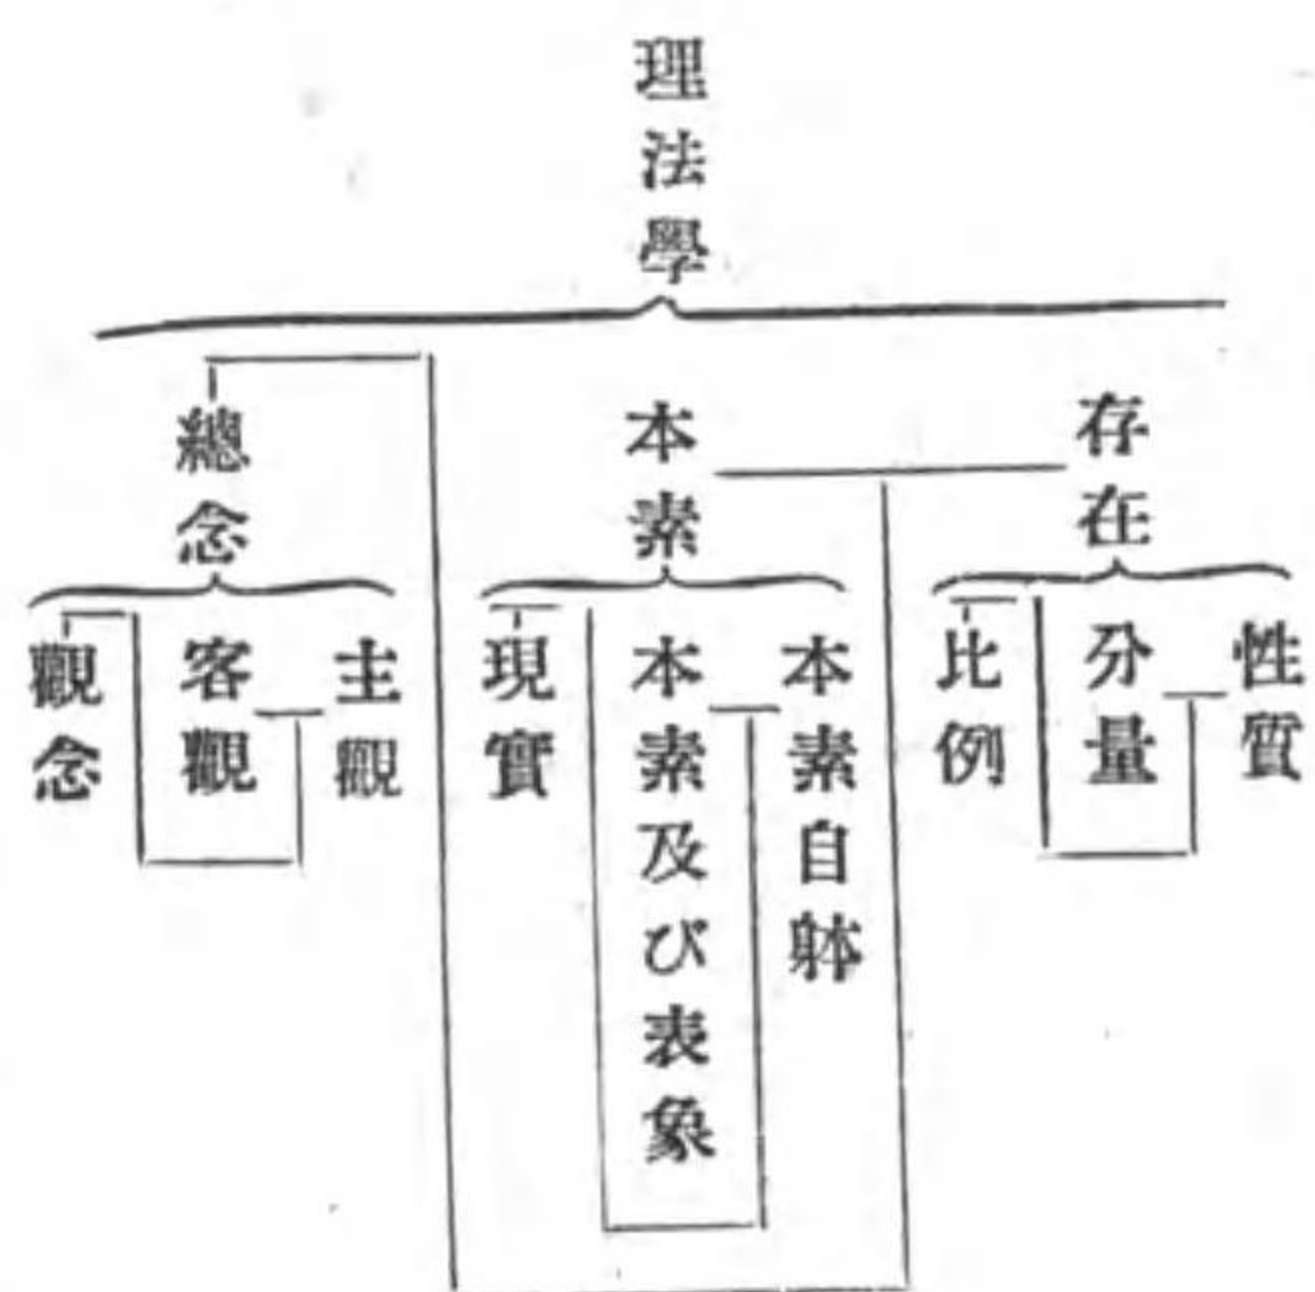 理法學
存在
本素
總念
性質
分量
比例
本素自躰
本素及び表象
現實
主觀
客觀
觀念